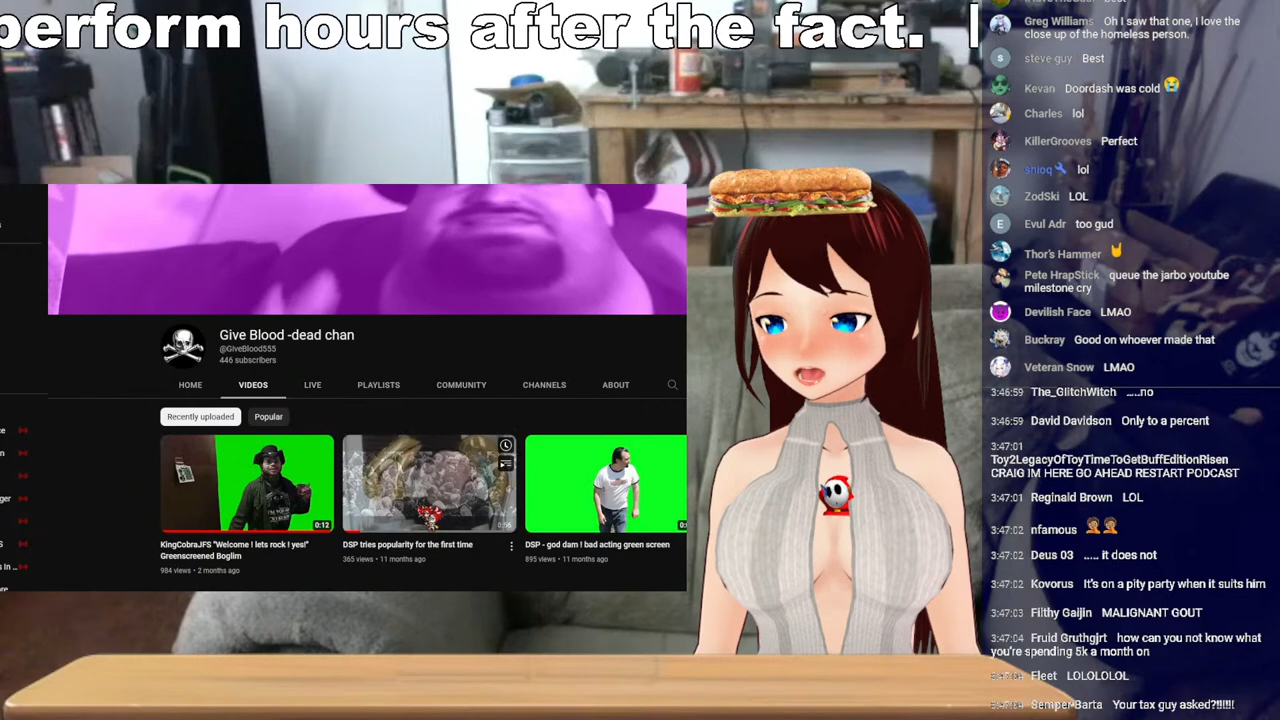 perform hours after the fact.
Give Blood -dead chan
@GiveBlood555
446 subscribers
HOME VIDEOS LIVE PLAYLISTS COMMUNITY CHANNELS ABOUT
Recently uploaded Popular
0:12
0:56
KingCobraJFS "Welcome ! lets rock ! yes!"
Greenscreened Boglim
984 views • 2 months ago
DSP tries popularity for the first time
365 views • 11 months ago
DSP - god dam ! bad acting green screen
895 views • 11 months ago
Greg Williams Oh I saw that one, I love the
close up of the homeless person.
steve guy Best
Kevan Doordash was cold 😭
Charles lol
KillerGrooves Perfect
snioq lol
ZodSki LOL
Evul Adr too gud
Thor's Hammer 🤘
Pete HrapStick queue the jarbo youtube
milestone cry
Devilish Face LMAO
Buckray Good on whoever made that
Veteran Snow LMAO
3:46:59 The_GlitchWitch .....no
3:46:59 David Davidson Only to a percent
3:47:01
Toy2LegacyOfToyTimeToGetBuffEditionRisen
CRAIG IM HERE GO AHEAD RESTART PODCAST
3:47:01 Reginald Brown LOL
3:47:02 nfamous
3:47:02 Deus 03 ..... it does not
3:47:02 Kovorus It's on a pity party when it suits him
3:47:03 Filthy Gaijin MALIGNANT GOUT
3:47:04 Fruid Gruthgjrt how can you not know what
you're spending 5k a month on
3:47:04 Fleet LOLOLOLOL
Semper Barta Your tax guy asked?!!!!!